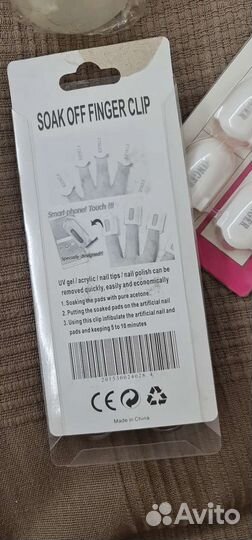 SOAK OFF FINGER CLIP
Smart-phone! Touch !!!
Specially designed!!
UV gel / acrylic / nail tips / nail polish can be
removed quickly, easily and economically
1. Soaking the pads with pure acetone
2. Putting the soaked pads on the artificial nail
3. Using this clip infibulate the artificial nail and
pads and keeping 5 to 10 minutes
CE
Made in China
Avito